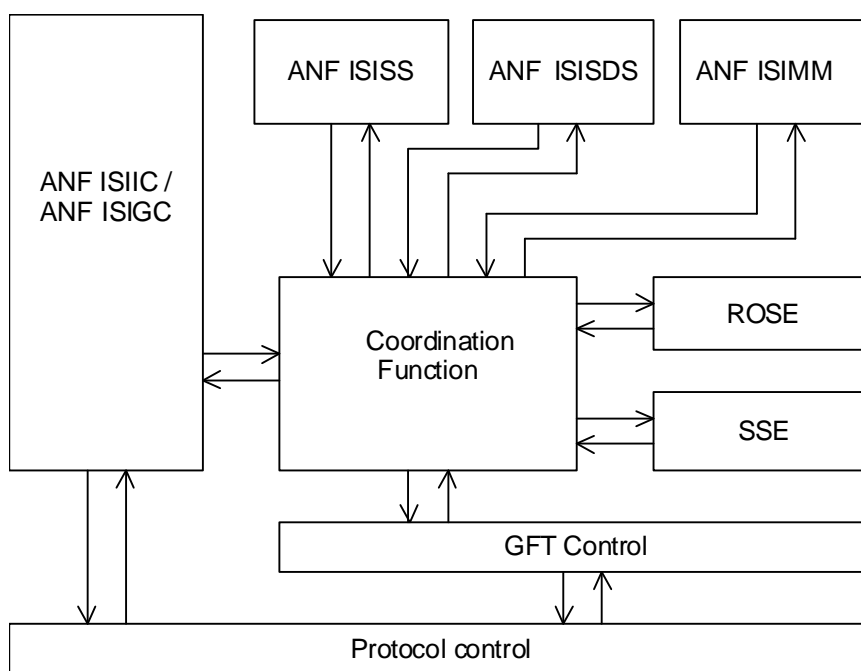 ANF ISISS
ANF ISISDS
ANF ISIMM
ANF ISIIC /
ANF ISIGC
ROSE
Coordination
Function
SSE
GFT Control
Protocol control